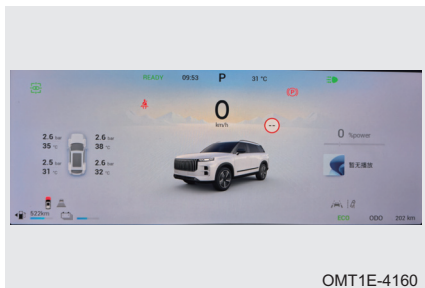 READY 09:53 P 31 °C
(P)
0
km/h
--
2.6 bar 2.6 bar
35 °C 38 °C
2.5 bar 2.6 bar
31 °C 32 °C
0 %power
暂无播放
522km
ECO ODO 202 km
OMT1E-4160